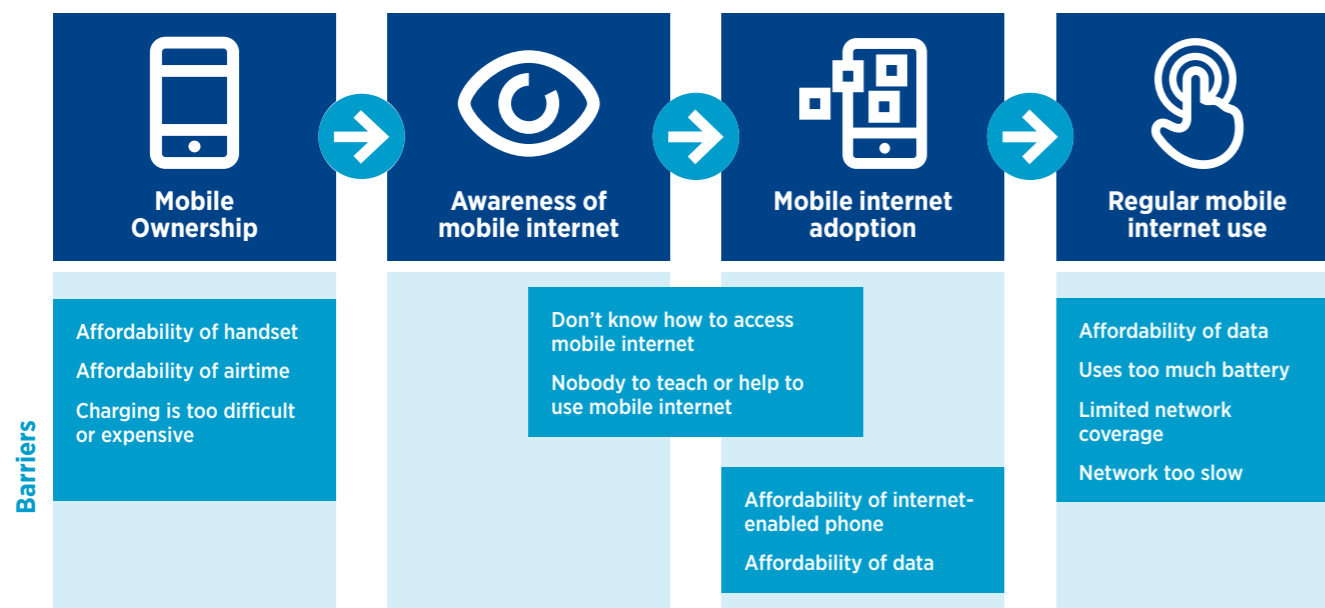 Mobile
Ownership
Awareness of
mobile internet
Mobile internet
adoption
Regular mobile
internet use
Barriers
Affordability of handset
Affordability of airtime
Charging is too difficult
or expensive
Don’t know how to access
mobile internet
Nobody to teach or help to
use mobile internet
Affordability of internet-
enabled phone
Affordability of data
Affordability of data
Uses too much battery
Limited network
coverage
Network too slow